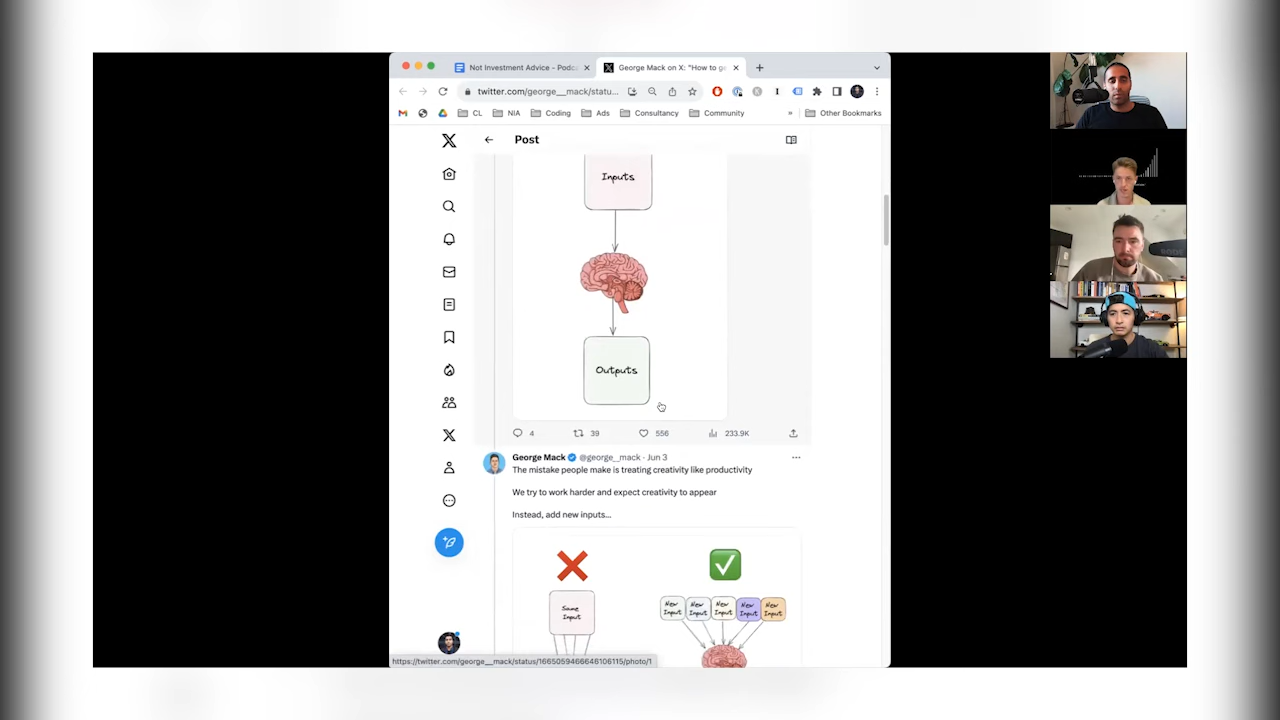 Not Investment Advice - Podc
George Mack on X: "How to ge
twitter.com/george__mack/statu...
CL
NIA
Coding
Ads
Consultancy
Community
»
Other Bookmarks
Post
Inputs
Outputs
4
39
556
233.9K
George Mack @george__mack · Jun 3
The mistake people make is treating creativity like productivity
We try to work harder and expect creativity to appear
Instead, add new inputs...
Same
Input
New
Input
New
Input
New
Input
New
Input
New
Input
https://twitter.com/george__mack/status/1665059466646106115/photo/1